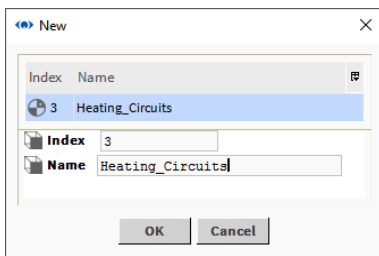 New
Index Name
3 Heating_Circuits
Index 3
Name Heating_Circuits
OK Cancel